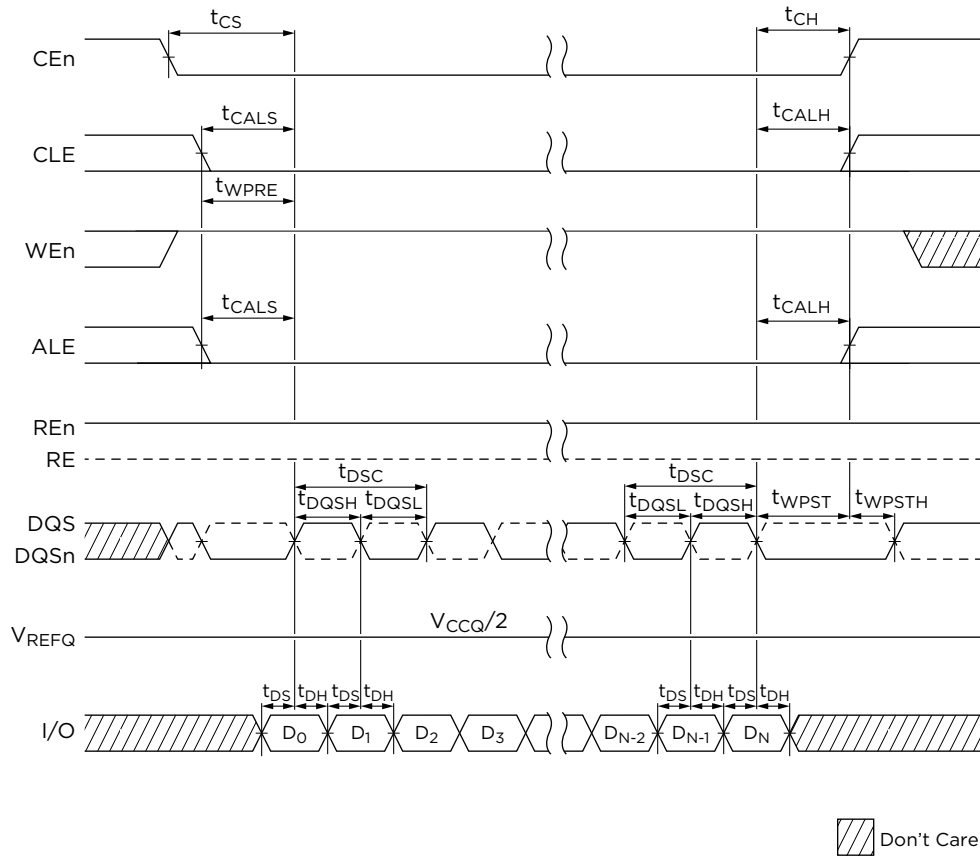 tCS
tCH
CEn
tCALS
tCALH
CLE
tWPRE
WEn
tCALS
tCALH
ALE
REn
RE
tDSC
tDSC
tDQSH tDQSL
tDQSL tDQSH tWPST tWPSTH
DQS
DQSn
VREFQ
VCCQ/2
tDS tDH tDS tDH
tDS tDH tDS tDH
I/O
D0 D1 D2 D3
DN-2 DN-1 DN
Don't Care